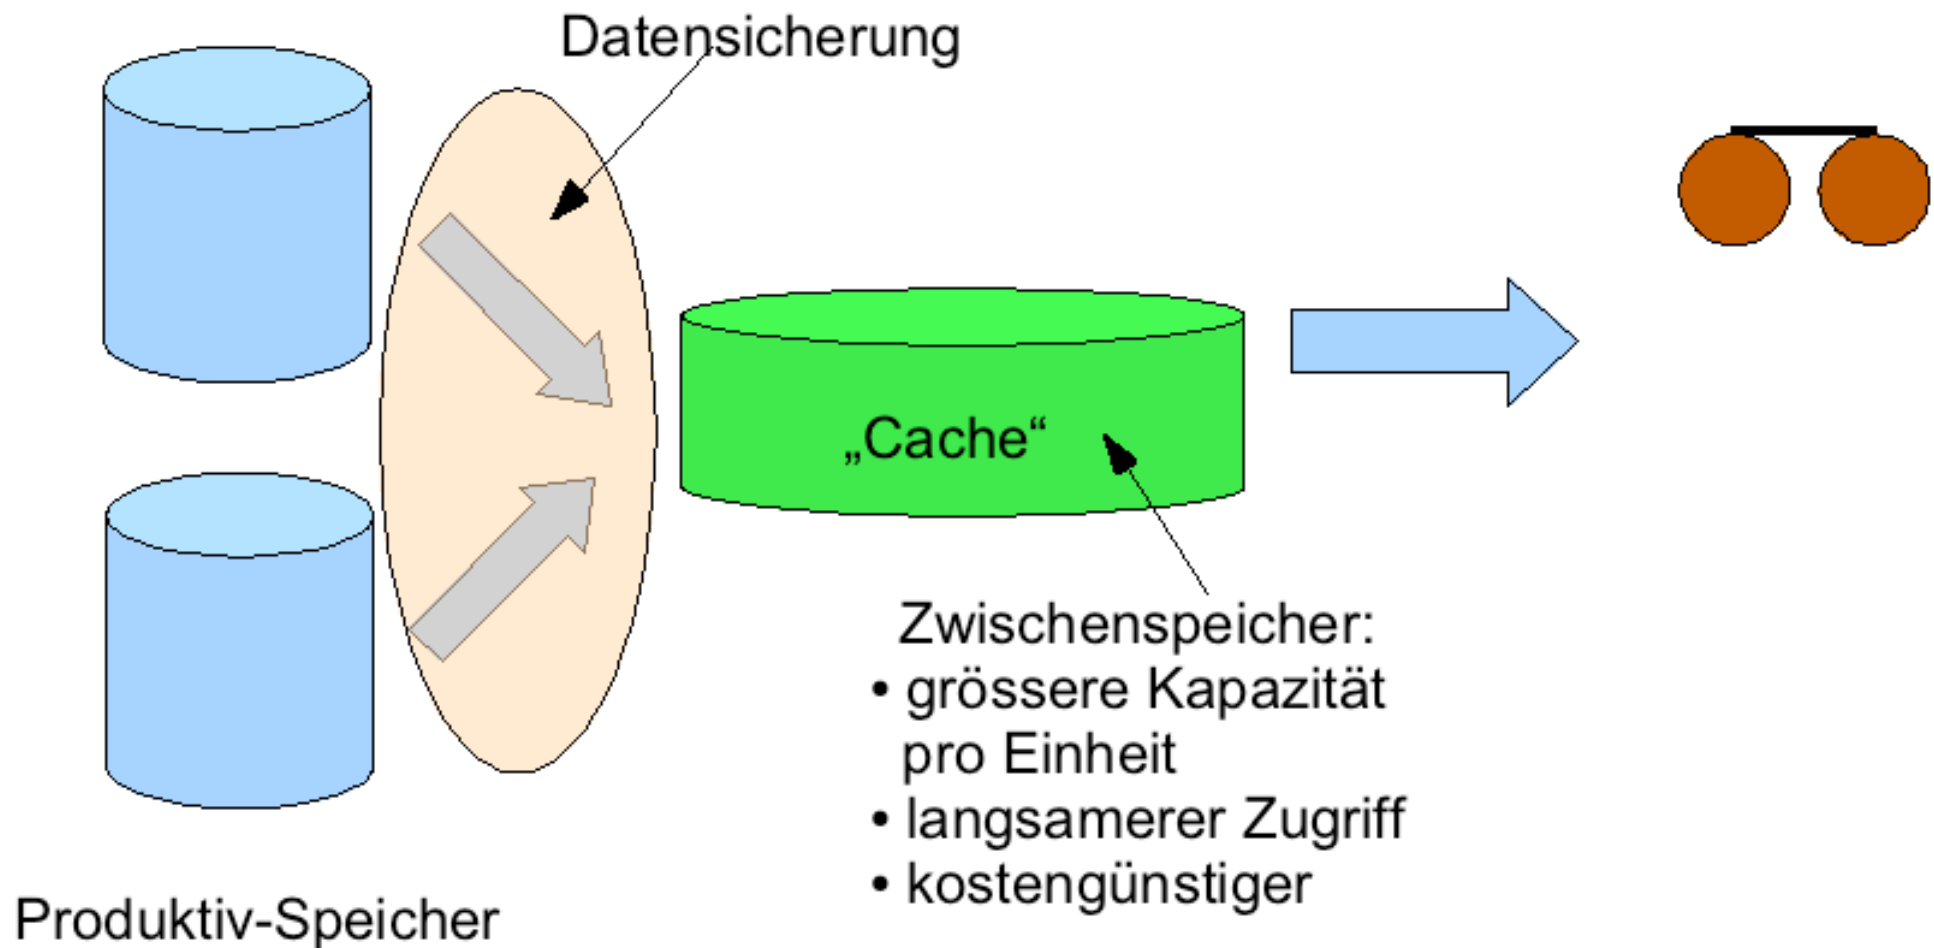 Datensicherung
„Cache“
Zwischenspeicher:
• grössere Kapazität
pro Einheit
• langsamerer Zugriff
• kostengünstiger
Produktiv-Speicher